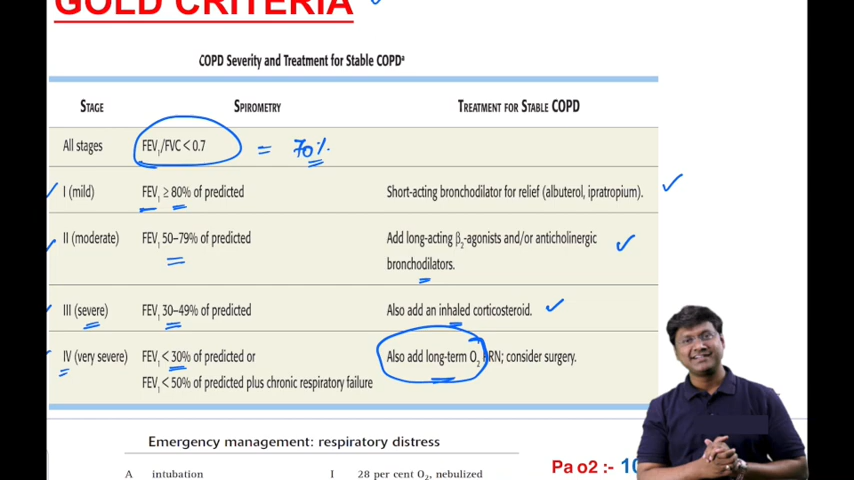 GOLD CRITERIA
COPD Severity and Treatment for Stable COPDᵃ
STAGE SPIROMETRY TREATMENT FOR STABLE COPD
All stages FEV₁/FVC < 0.7 = 70%
I (mild) FEV₁ ≥ 80% of predicted Short-acting bronchodilator for relief (albuterol, ipratropium).
II (moderate) FEV₁ 50–79% of predicted Add long-acting β₂-agonists and/or anticholinergic
bronchodilators.
III (severe) FEV₁ 30–49% of predicted Also add an inhaled corticosteroid.
IV (very severe) FEV₁ < 30% of predicted or Also add long-term O₂ PRN; consider surgery.
FEV₁ < 50% of predicted plus chronic respiratory failure
Emergency management: respiratory distress
A intubation I 28 per cent O₂, nebulized
Pa o2 :- 10